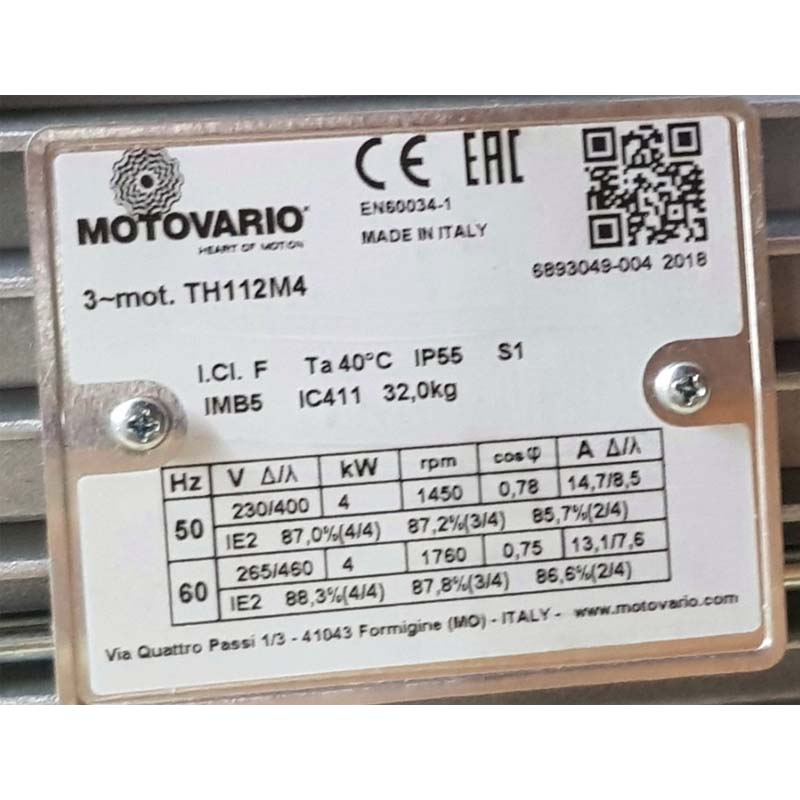 CE EAC
MOTOVARIO
HEART OF MOTION
EN60034-1
MADE IN ITALY
6893049-004 2018
3~mot. TH112M4
I.Cl. F Ta 40°C IP55 S1
IMB5 IC411 32,0kg
Hz V Δ/⅄ kW rpm cosφ A Δ/⅄
50 230/400 4 1450 0,78 14,7/8,5
IE2 87,0%(4/4) 87,2%(3/4) 85,7%(2/4)
60 265/460 4 1760 0,75 13,1/7,6
IE2 88,3%(4/4) 87,8%(3/4) 86,6%(2/4)
Via Quattro Passi 1/3 - 41043 Formigine (MO) - ITALY - www.motovario.com